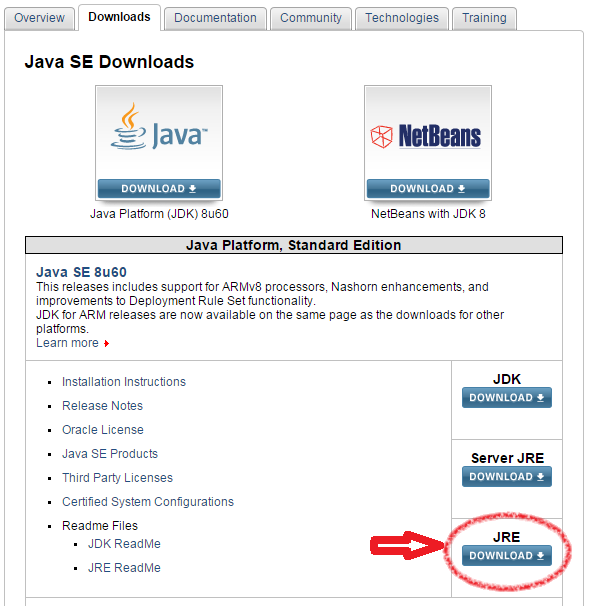 Overview Downloads Documentation Community Technologies Training
Java SE Downloads
Java™
DOWNLOAD
Java Platform (JDK) 8u60
NetBeans
DOWNLOAD
NetBeans with JDK 8
Java Platform, Standard Edition
Java SE 8u60
This releases includes support for ARMv8 processors, Nashorn enhancements, and
improvements to Deployment Rule Set functionality.
JDK for ARM releases are now available on the same page as the downloads for other
platforms.
Learn more
Installation Instructions
Release Notes
Oracle License
Java SE Products
Third Party Licenses
Certified System Configurations
Readme Files
JDK ReadMe
JRE ReadMe
JDK
DOWNLOAD
Server JRE
DOWNLOAD
JRE
DOWNLOAD